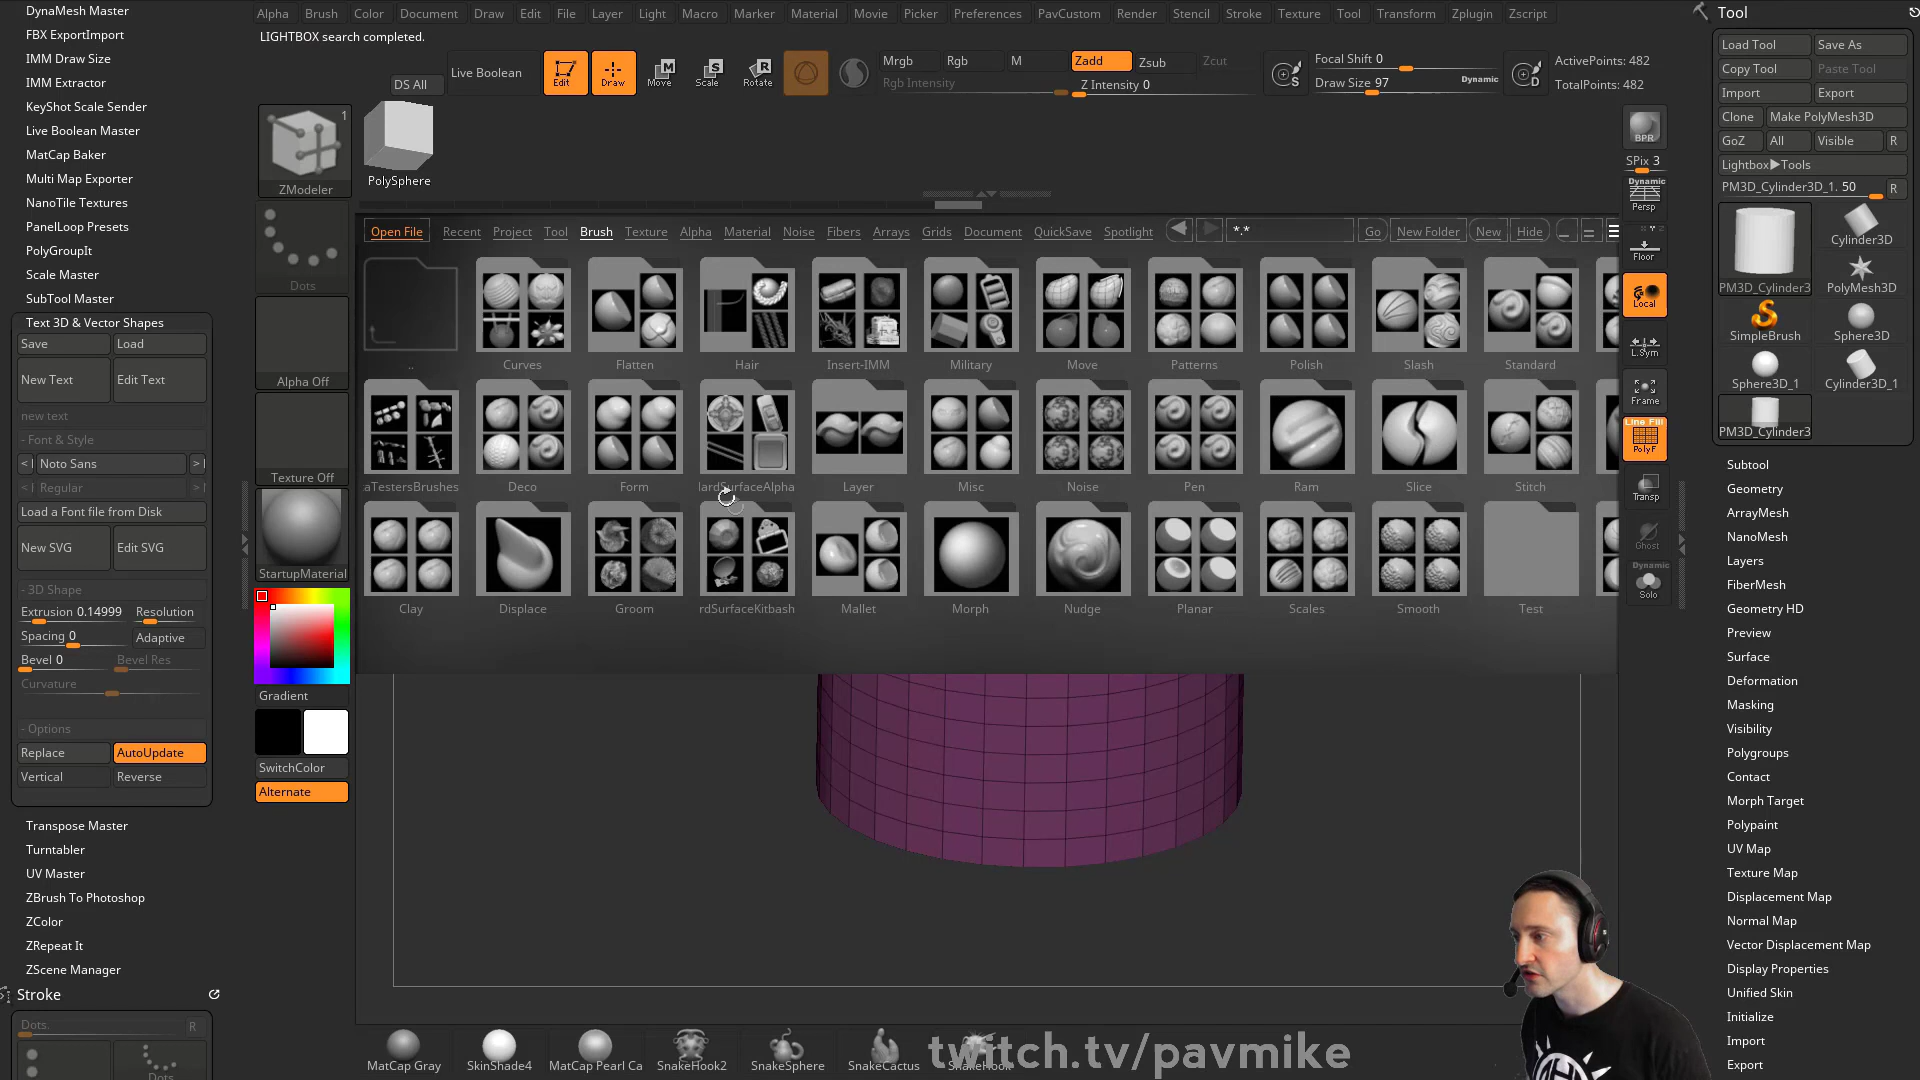 DynaMesh Master
FBX ExportImport
IMM Draw Size
IMM Extractor
KeyShot Scale Sender
Live Boolean Master
MatCap Baker
Multi Map Exporter
NanoTile Textures
PanelLoop Presets
PolyGroupIt
Scale Master
SubTool Master
Text 3D & Vector Shapes
Save Load
New Text Edit Text
new text
- Font & Style
< Noto Sans >
< Regular >
Load a Font file from Disk
New SVG Edit SVG
- 3D Shape
Extrusion 0.14999 Resolution
Spacing 0 Adaptive
Bevel 0 Bevel Res
Curvature
- Options
Replace AutoUpdate
Vertical Reverse
Transpose Master
Turntabler
UV Master
ZBrush To Photoshop
ZColor
ZRepeat It
ZScene Manager
Stroke
Dots. R
Dots
Alpha Brush Color Document Draw Edit File Layer Light Macro Marker Material Movie Picker Preferences PavCustom Render Stencil Stroke Texture Tool Transform Zplugin Zscript
LIGHTBOX search completed.
DS All
Live Boolean
Edit
Draw
Move
Scale
Rotate
Mrgb Rgb M Zadd Zsub Zcut
Rgb Intensity Z Intensity 0
Focal Shift 0
Draw Size 97 Dynamic
ActivePoints: 482
TotalPoints: 482
1
ZModeler
PolySphere
Dots
Alpha Off
Texture Off
StartupMaterial
Gradient
SwitchColor
Alternate
Open File Recent Project Tool Brush Texture Alpha Material Noise Fibers Arrays Grids Document QuickSave Spotlight *.* Go New Folder New Hide
.. Curves Flatten Hair Insert-IMM Military Move Patterns Polish Slash Standard
aTestersBrushes Deco Form lardSurfaceAlpha Layer Misc Noise Pen Ram Slice Stitch
Clay Displace Groom rdSurfaceKitbash Mallet Morph Nudge Planar Scales Smooth Test
MatCap Gray SkinShade4 MatCap Pearl Ca SnakeHook2 SnakeSphere SnakeCactus
twitch.tv/pavmike
BPR
SPix 3
Dynamic
Persp
Floor
Local
L.Sym
Frame
Line Fill
PolyF
Transp
Ghost
Dynamic
Solo
Tool
Load Tool Save As
Copy Tool Paste Tool
Import Export
Clone Make PolyMesh3D
GoZ All Visible R
Lightbox▶Tools
PM3D_Cylinder3D_1. 50 R
PM3D_Cylinder3 Cylinder3D
PolyMesh3D
SimpleBrush Sphere3D
Sphere3D_1 Cylinder3D_1
PM3D_Cylinder3
Subtool
Geometry
ArrayMesh
NanoMesh
Layers
FiberMesh
Geometry HD
Preview
Surface
Deformation
Masking
Visibility
Polygroups
Contact
Morph Target
Polypaint
UV Map
Texture Map
Displacement Map
Normal Map
Vector Displacement Map
Display Properties
Unified Skin
Initialize
Import
Export